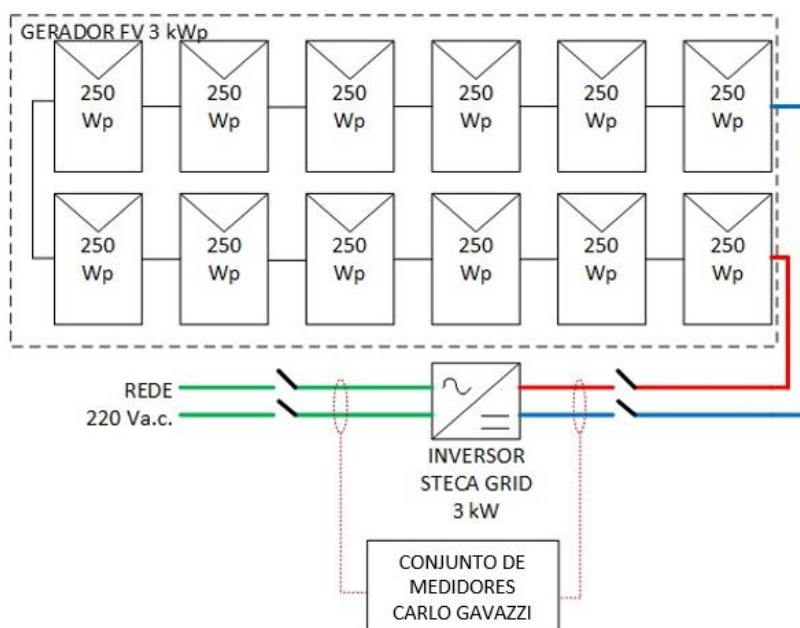 GERADOR FV 3 kWp
250
Wp
250
Wp
250
Wp
250
Wp
250
Wp
250
Wp
250
Wp
250
Wp
250
Wp
250
Wp
250
Wp
250
Wp
REDE
220 Va.c.
INVERSOR
STECA GRID
3 kW
CONJUNTO DE
MEDIDORES
CARLO GAVAZZI